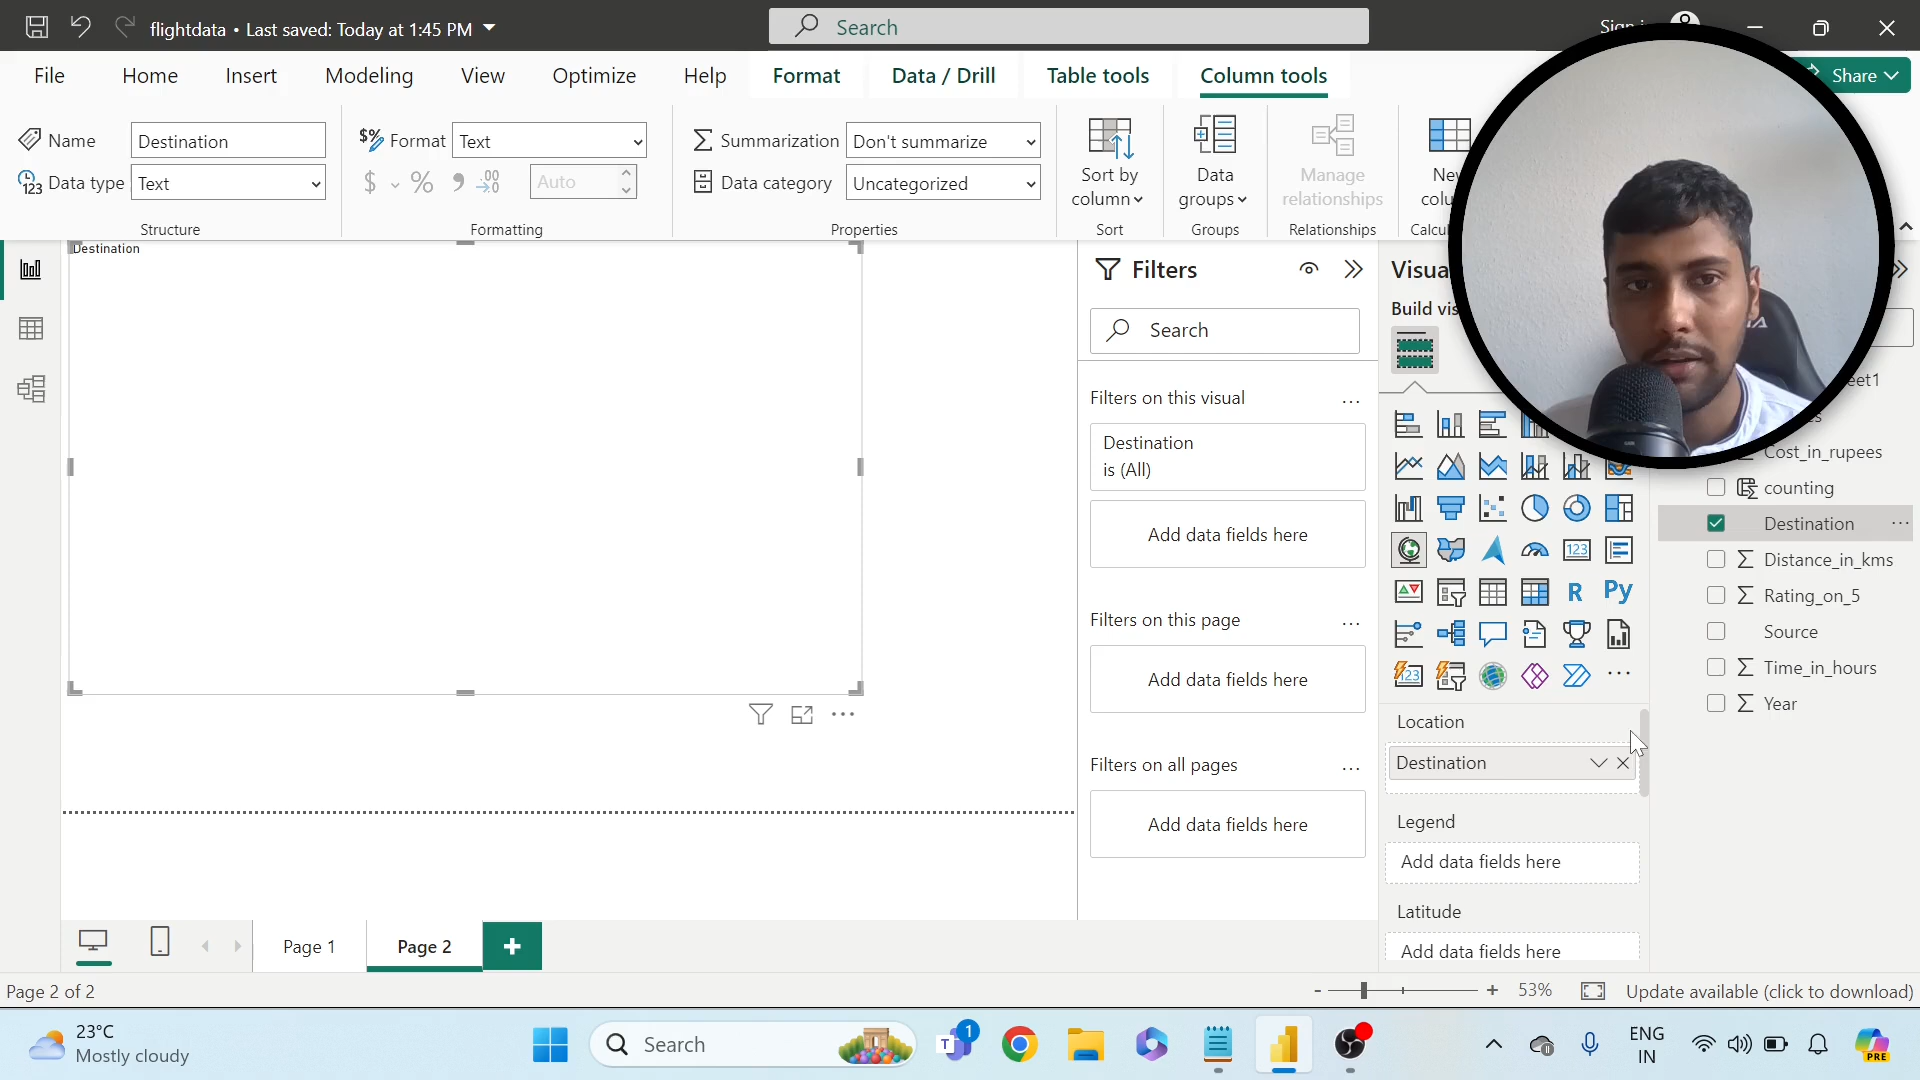 flightdata • Last saved: Today at 1:45 PM
Search
File
Home
Insert
Modeling
View
Optimize
Help
Format
Data / Drill
Table tools
Column tools
Share
Name
Destination
Data type
Text
Structure
Format
Text
$
%
Auto
Formatting
Summarization
Don't summarize
Data category
Uncategorized
Properties
Sort by
column
Sort
Data
groups
Groups
Manage
relationships
Relationships
Destination
Filters
Search
Filters on this visual
Destination
is (All)
Add data fields here
Filters on this page
Add data fields here
Filters on all pages
Add data fields here
123
R
Py
123
Location
Destination
Legend
Add data fields here
Latitude
Add data fields here
Cost_in_rupees
counting
Destination
Distance_in_kms
Rating_on_5
Source
Time_in_hours
Year
Page 1
Page 2
Page 2 of 2
53%
Update available (click to download)
23°C
Mostly cloudy
Search
1
ENG
IN
PRE